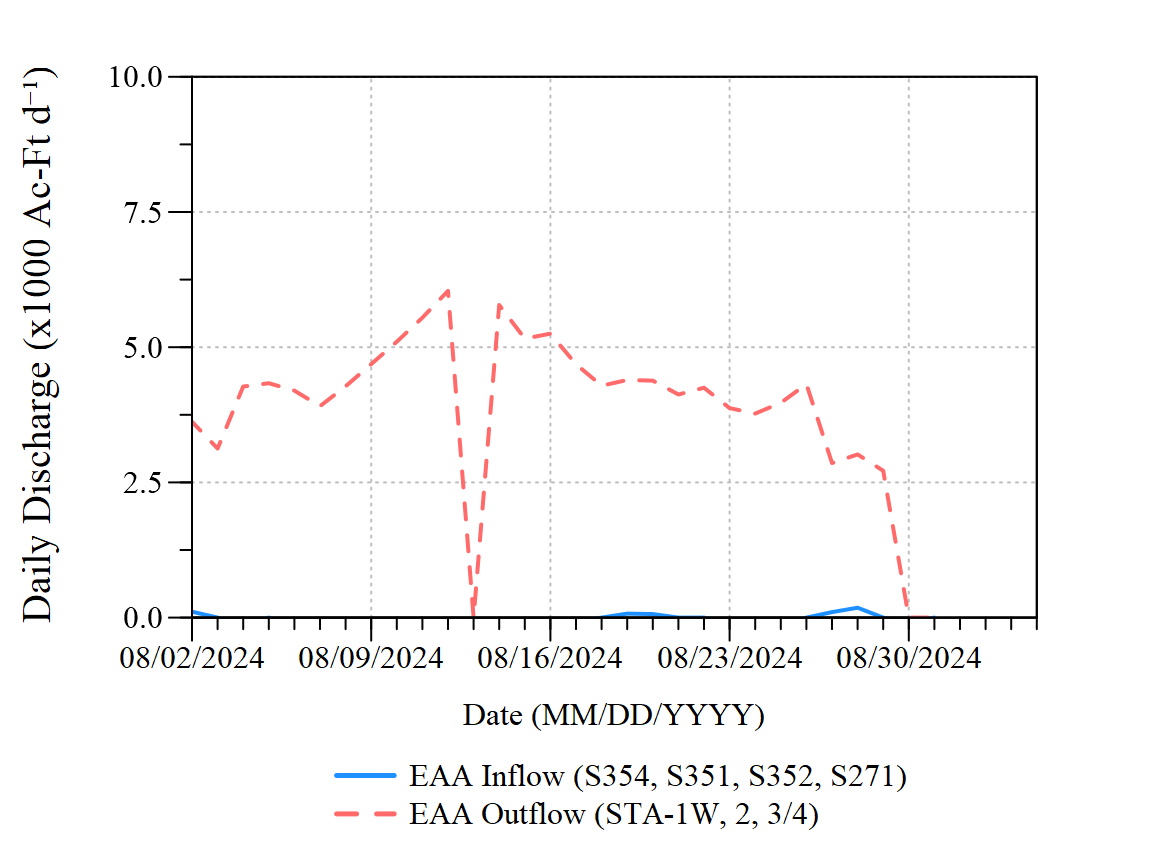 Daily Discharge (x1000 Ac-Ft d⁻¹)
10.0
7.5
5.0
2.5
0.0
08/02/2024 08/09/2024 08/16/2024 08/23/2024 08/30/2024
Date (MM/DD/YYYY)
EAA Inflow (S354, S351, S352, S271)
EAA Outflow (STA-1W, 2, 3/4)